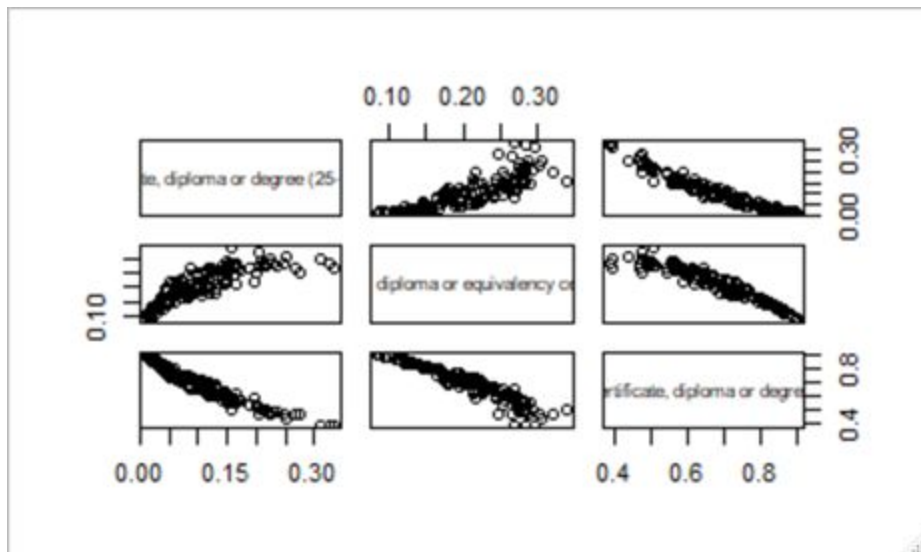 0.10 0.20 0.30
te, diploma or degree (25-
0.30
0.00
diploma or equivalency ce
0.10
ertificate, diploma or degre
0.8
0.4
0.00 0.15 0.30 0.4 0.6 0.8